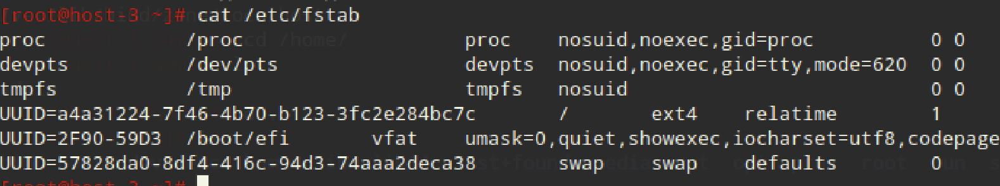 [root@host-3 ~]# cat /etc/fstab
proc /proc proc nosuid,noexec,gid=proc 0 0
devpts /dev/pts devpts nosuid,noexec,gid=tty,mode=620 0 0
tmpfs /tmp tmpfs nosuid 0 0
UUID=a4a31224-7f46-4b70-b123-3fc2e284bc7c / ext4 relatime 1
UUID=2F90-59D3 /boot/efi vfat umask=0,quiet,showexec,iocharset=utf8,codepage
UUID=57828da0-8df4-416c-94d3-74aaa2deca38 swap swap defaults 0
[root@host-3 ~]#